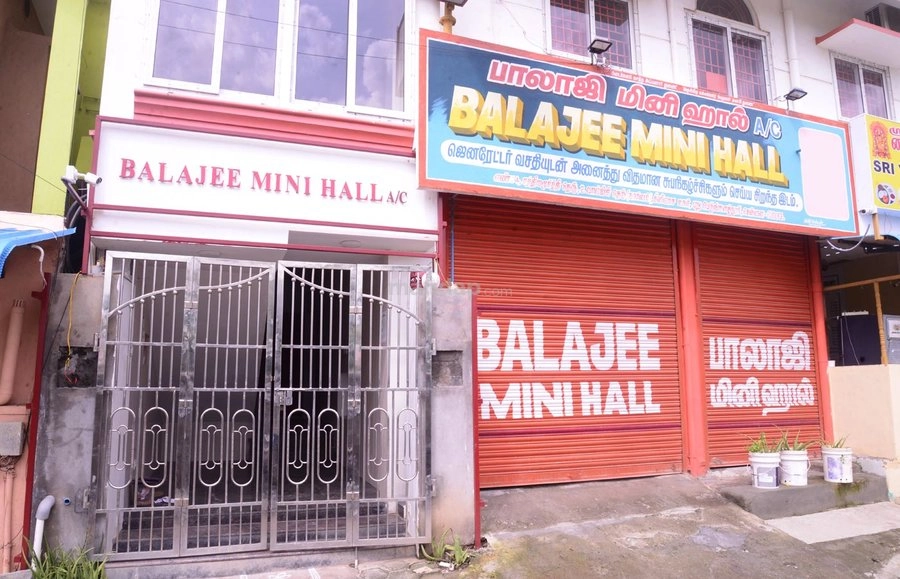 BALAJEE MINI HALL A/C
பாலாஜி மினி ஹால் A/C
BALAJEE MINI HALL
ஜெனரேட்டர் வசதியுடன் அனைத்து விதமான சுபநிகழ்ச்சிகளும் செய்ய சிறந்த இடம்.
BALAJEE
MINI HALL
பாலாஜி
மினி ஹால்
SRI